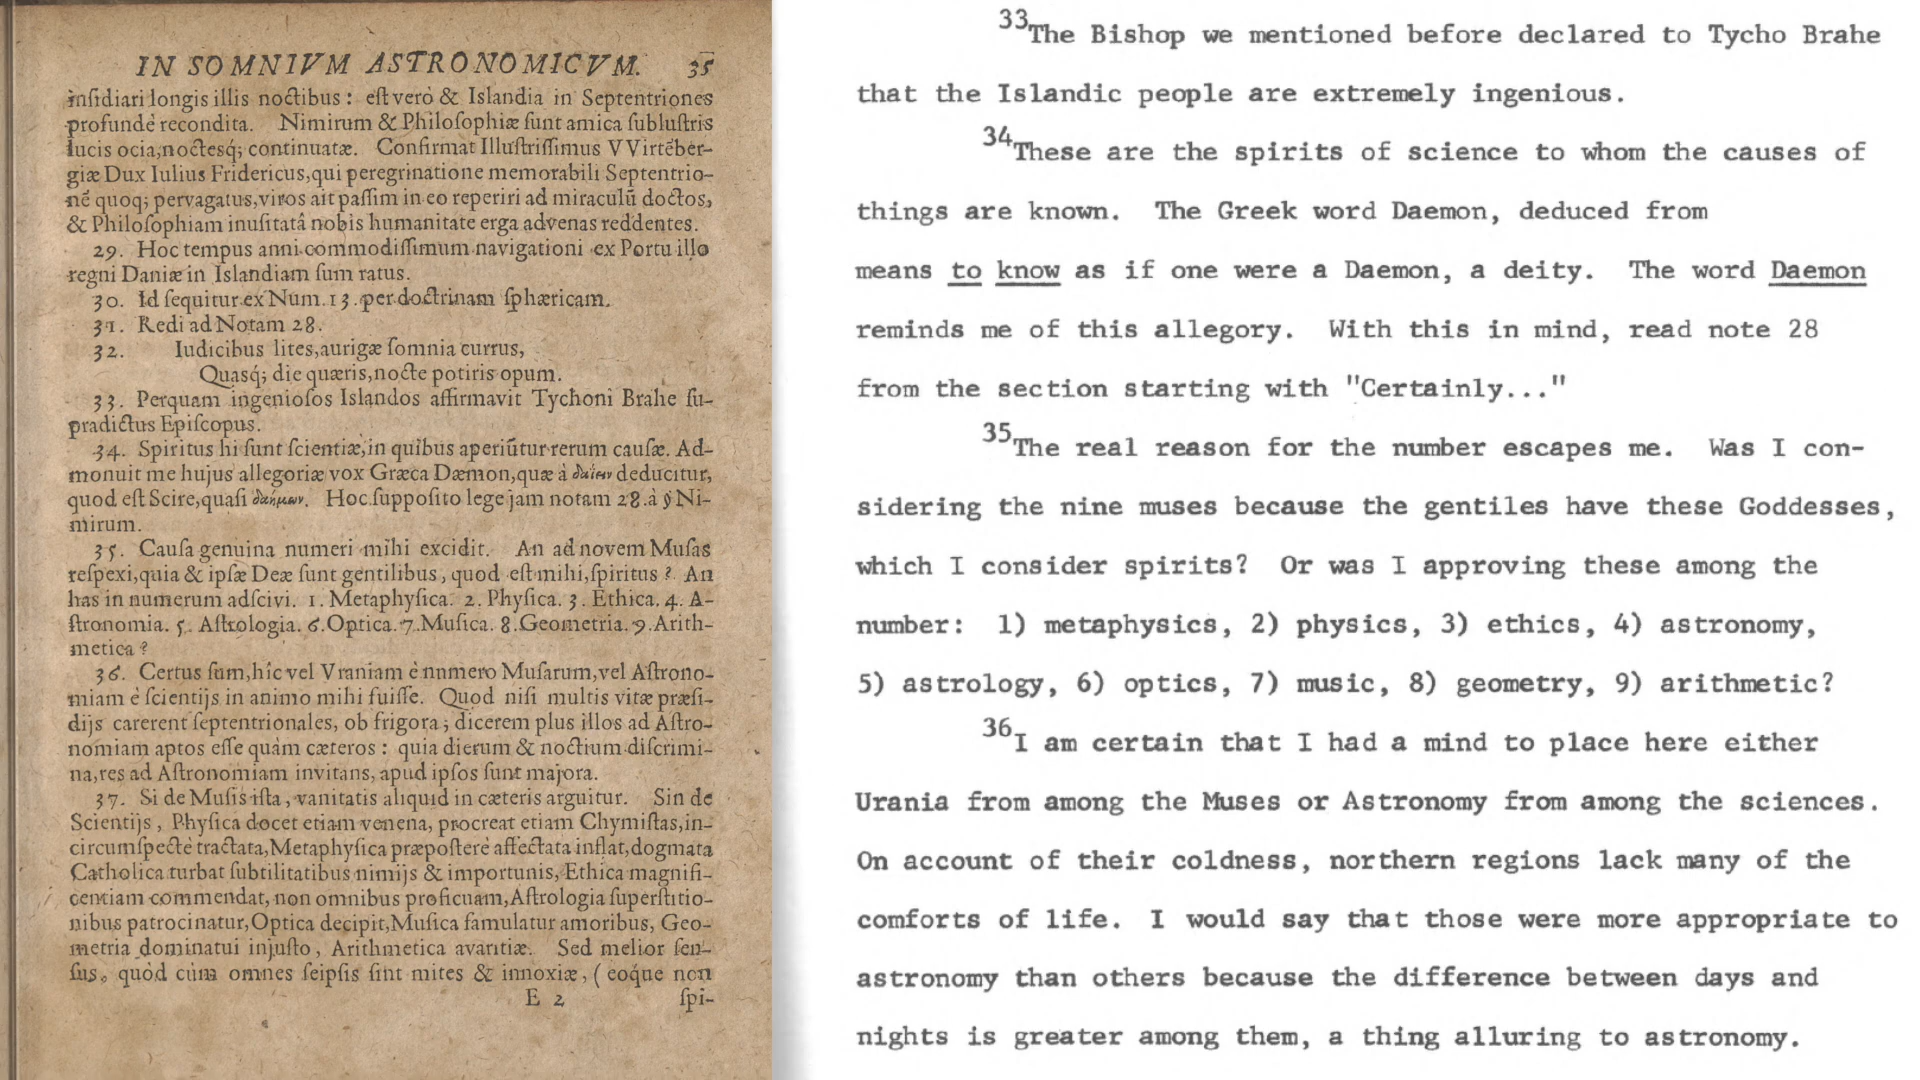 IN SOMNIVM ASTRONOMICVM. 35
inſidiari longis illis noctibus : eſt verò & Islandia in Septentriones
profundè recondita. Nimirum & Philoſophiæ ſunt amica ſubluſtris
lucis ocia,noctesq́; continuatæ. Confirmat Illuſtriſſimus VVirtēber-
giæ Dux Iulius Fridericus,qui peregrinatione memorabili Septentrio-
nē quoq; pervagatus,viros ait paſſim in eo reperiri ad miraculū doctos,
& Philoſophiam inuſitatâ nobis humanitate erga advenas reddentes.
29. Hoc tempus anni commodiſſimum navigationi ex Portu illo
regni Daniæ in Islandiam ſum ratus.
30. Id ſequitur ex Num. 13. per doctrinam ſphæricam.
31. Redi ad Notam 28.
32. Iudicibus lites,aurigæ ſomnia currus,
Quasq́; die quæris,nocte potiris opum.
33. Perquam ingenioſos Islandos affirmavit Tychoni Brahe ſu-
pradictus Epiſcopus.
34. Spiritus hi ſunt ſcientiæ,in quibus aperiūtur rerum cauſæ. Ad-
monuit me hujus allegoriæ vox Græca Dæmon,quæ à δαίειν deducitur,
quod eſt Scire,quaſi δαήμων. Hoc ſuppoſito lege jam notam 28. à ẏ Ni-
mirum.
35. Cauſa genuina numeri mihi excidit. An ad novem Muſas
reſpexi,quia & ipſæ Deæ ſunt gentilibus, quod eſt mihi,ſpiritus ? An
has in numerum adſcivi. 1. Metaphyſica. 2. Phyſica. 3. Ethica. 4. A-
ſtronomia. 5. Aſtrologia. 6.Optica. 7.Muſica. 8.Geometria. 9.Arith-
metica ?
36. Certus ſum,hîc vel Vraniam è nnmero Muſarum,vel Aſtrono-
miam è ſcientijs in animo mihi fuiſſe. Quod niſi multis vitæ præſi-
dijs carerent ſeptentrionales, ob frigora ; dicerem plus illos ad Aſtro-
nomiam aptos eſſe quàm cæteros : quia dierum & noctium diſcrimi-
na,res ad Aſtronomiam invitans, apud ipſos ſunt majora.
37. Si de Muſis iſta, vanitatis aliquid in cæteris arguitur. Sin de
Scientijs, Phyſica docet etiam venena, procreat etiam Chymiſtas,in-
circumſpectè tractata,Metaphyſica præpoſterè affectata inflat,dogmata
Catholica turbat ſubtilitatibus nimijs & importunis, Ethica magnifi-
centiam commendat, non omnibus proficuam,Aſtrologia ſuperſtitio-
nibus patrocinatur,Optica decipit,Muſica famulatur amoribus, Geo-
metria dominatui injuſto, Arithmetica avaritiæ. Sed melior ſen-
ſus, quòd cùm omnes ſeipſis ſint mites & innoxiæ, ( eoque non
E 2 ſpi-
33The Bishop we mentioned before declared to Tycho Brahe
that the Islandic people are extremely ingenious.
34These are the spirits of science to whom the causes of
things are known. The Greek word Daemon, deduced from
means to know as if one were a Daemon, a deity. The word Daemon
reminds me of this allegory. With this in mind, read note 28
from the section starting with "Certainly..."
35The real reason for the number escapes me. Was I con-
sidering the nine muses because the gentiles have these Goddesses,
which I consider spirits? Or was I approving these among the
number: 1) metaphysics, 2) physics, 3) ethics, 4) astronomy,
5) astrology, 6) optics, 7) music, 8) geometry, 9) arithmetic?
36I am certain that I had a mind to place here either
Urania from among the Muses or Astronomy from among the sciences.
On account of their coldness, northern regions lack many of the
comforts of life. I would say that those were more appropriate to
astronomy than others because the difference between days and
nights is greater among them, a thing alluring to astronomy.